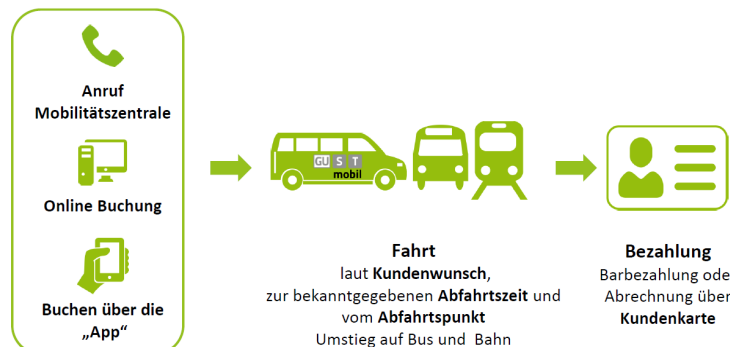 Anruf
Mobilitätszentrale
Online Buchung
Buchen über die
„App“
GU S T
mobil
Fahrt
laut Kundenwunsch,
zur bekanntgegebenen Abfahrtszeit und
vom Abfahrtspunkt
Umstieg auf Bus und Bahn
Bezahlung
Barbezahlung ode
Abrechnung über
Kundenkarte